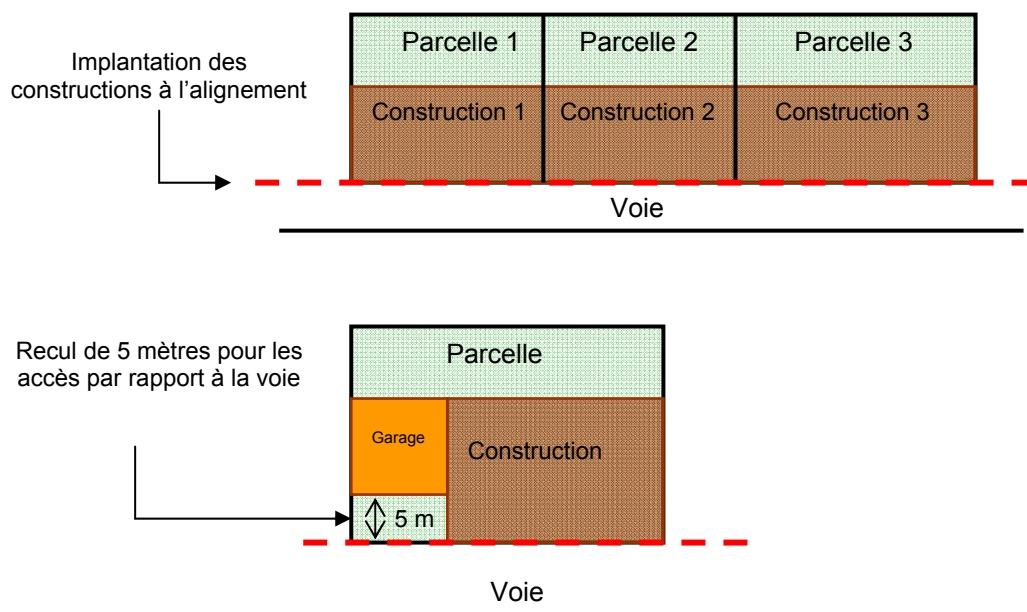 Implantation des
constructions à l’alignement
Parcelle 1
Parcelle 2
Parcelle 3
Construction 1
Construction 2
Construction 3
Voie
Recul de 5 mètres pour les
accès par rapport à la voie
Parcelle
Garage
Construction
5 m
Voie